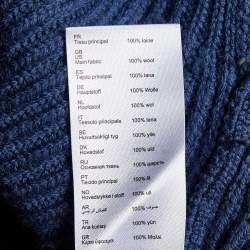 FR
Tissu principal 100% laine
GB
US
Main fabric 100% wool
ES
Tejido principal 100% lana
DE
Hauptstoff 100% Wolle
NL
Hoofdstof 100% wol
IT
Tessuto principale 100% lana
SE
Huvudsakligt tyg 100% ylle
DK
Hovedstof 100% uld
RU
Основная ткань 100% шерсть
PT
Tecido principal 100% lã
NO
Hovedstykke i stoff 100% ull
AR
100%
TR
Ana kumaş 100% yün
GR
100%